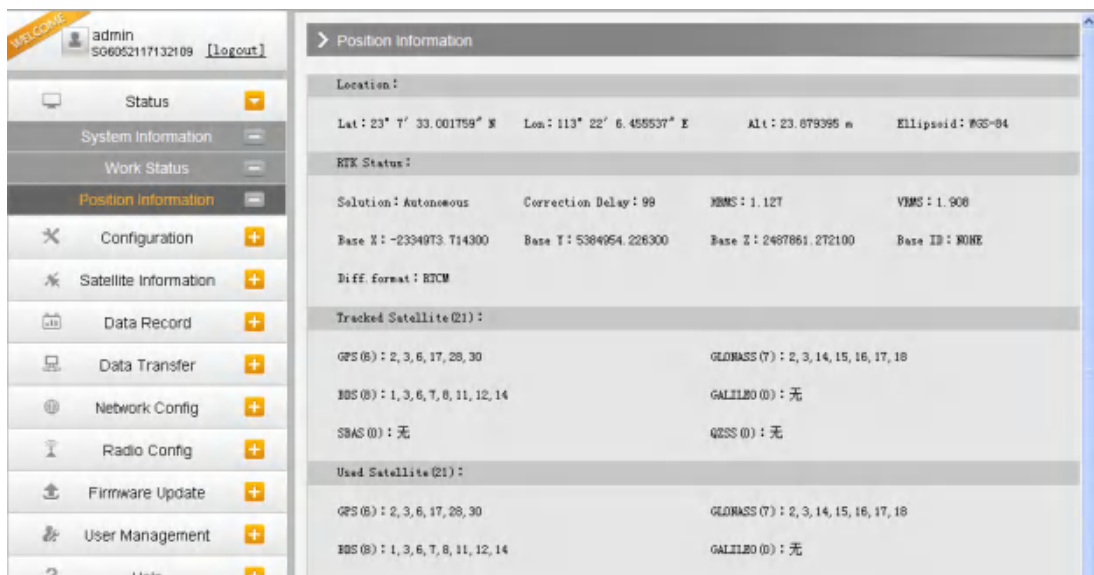 WELCOME
admin
SG6052117132109 [logout]
Status
System Information
Work Status
Position Information
Configuration
Satellite Information
Data Record
Data Transfer
Network Config
Radio Config
Firmware Update
User Management
Position Information
Location:
Lat: 23° 7′ 33.001759″ N Lon: 113° 22′ 6.455537″ E Alt: 23.879395 m Ellipsoid: WGS-84
RTK Status:
Solution: Autonomous Correction Delay: 99 HRMS: 1.127 VRMS: 1.908
Base X: -2334973.714300 Base Y: 5384954.226300 Base Z: 2487861.272100 Base ID: NONE
Diff. format: RTCM
Tracked Satellite(21):
GPS(6): 2, 3, 6, 17, 28, 30 GLONASS(7): 2, 3, 14, 15, 16, 17, 18
BDS(8): 1, 3, 6, 7, 8, 11, 12, 14 GALILEO(0): 无
SBAS(0): 无 QZSS(0): 无
Used Satellite(21):
GPS(6): 2, 3, 6, 17, 28, 30 GLONASS(7): 2, 3, 14, 15, 16, 17, 18
BDS(8): 1, 3, 6, 7, 8, 11, 12, 14 GALILEO(0): 无